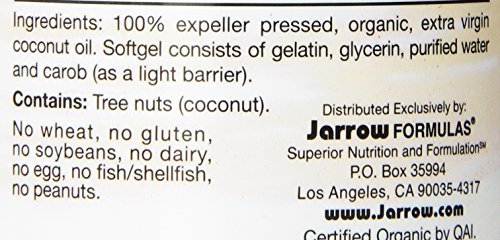 Ingredients: 100% expeller pressed, organic, extra virgin
coconut oil. Softgel consists of gelatin, glycerin, purified water
and carob (as a light barrier).
Contains: Tree nuts (coconut).
No wheat, no gluten,
no soybeans, no dairy,
no egg, no fish/shellfish,
no peanuts.
Distributed Exclusively by:
Jarrow FORMULAS®
Superior Nutrition and Formulation℠
P.O. Box 35994
Los Angeles, CA 90035-4317
www.Jarrow.com
Certified Organic by QAI.